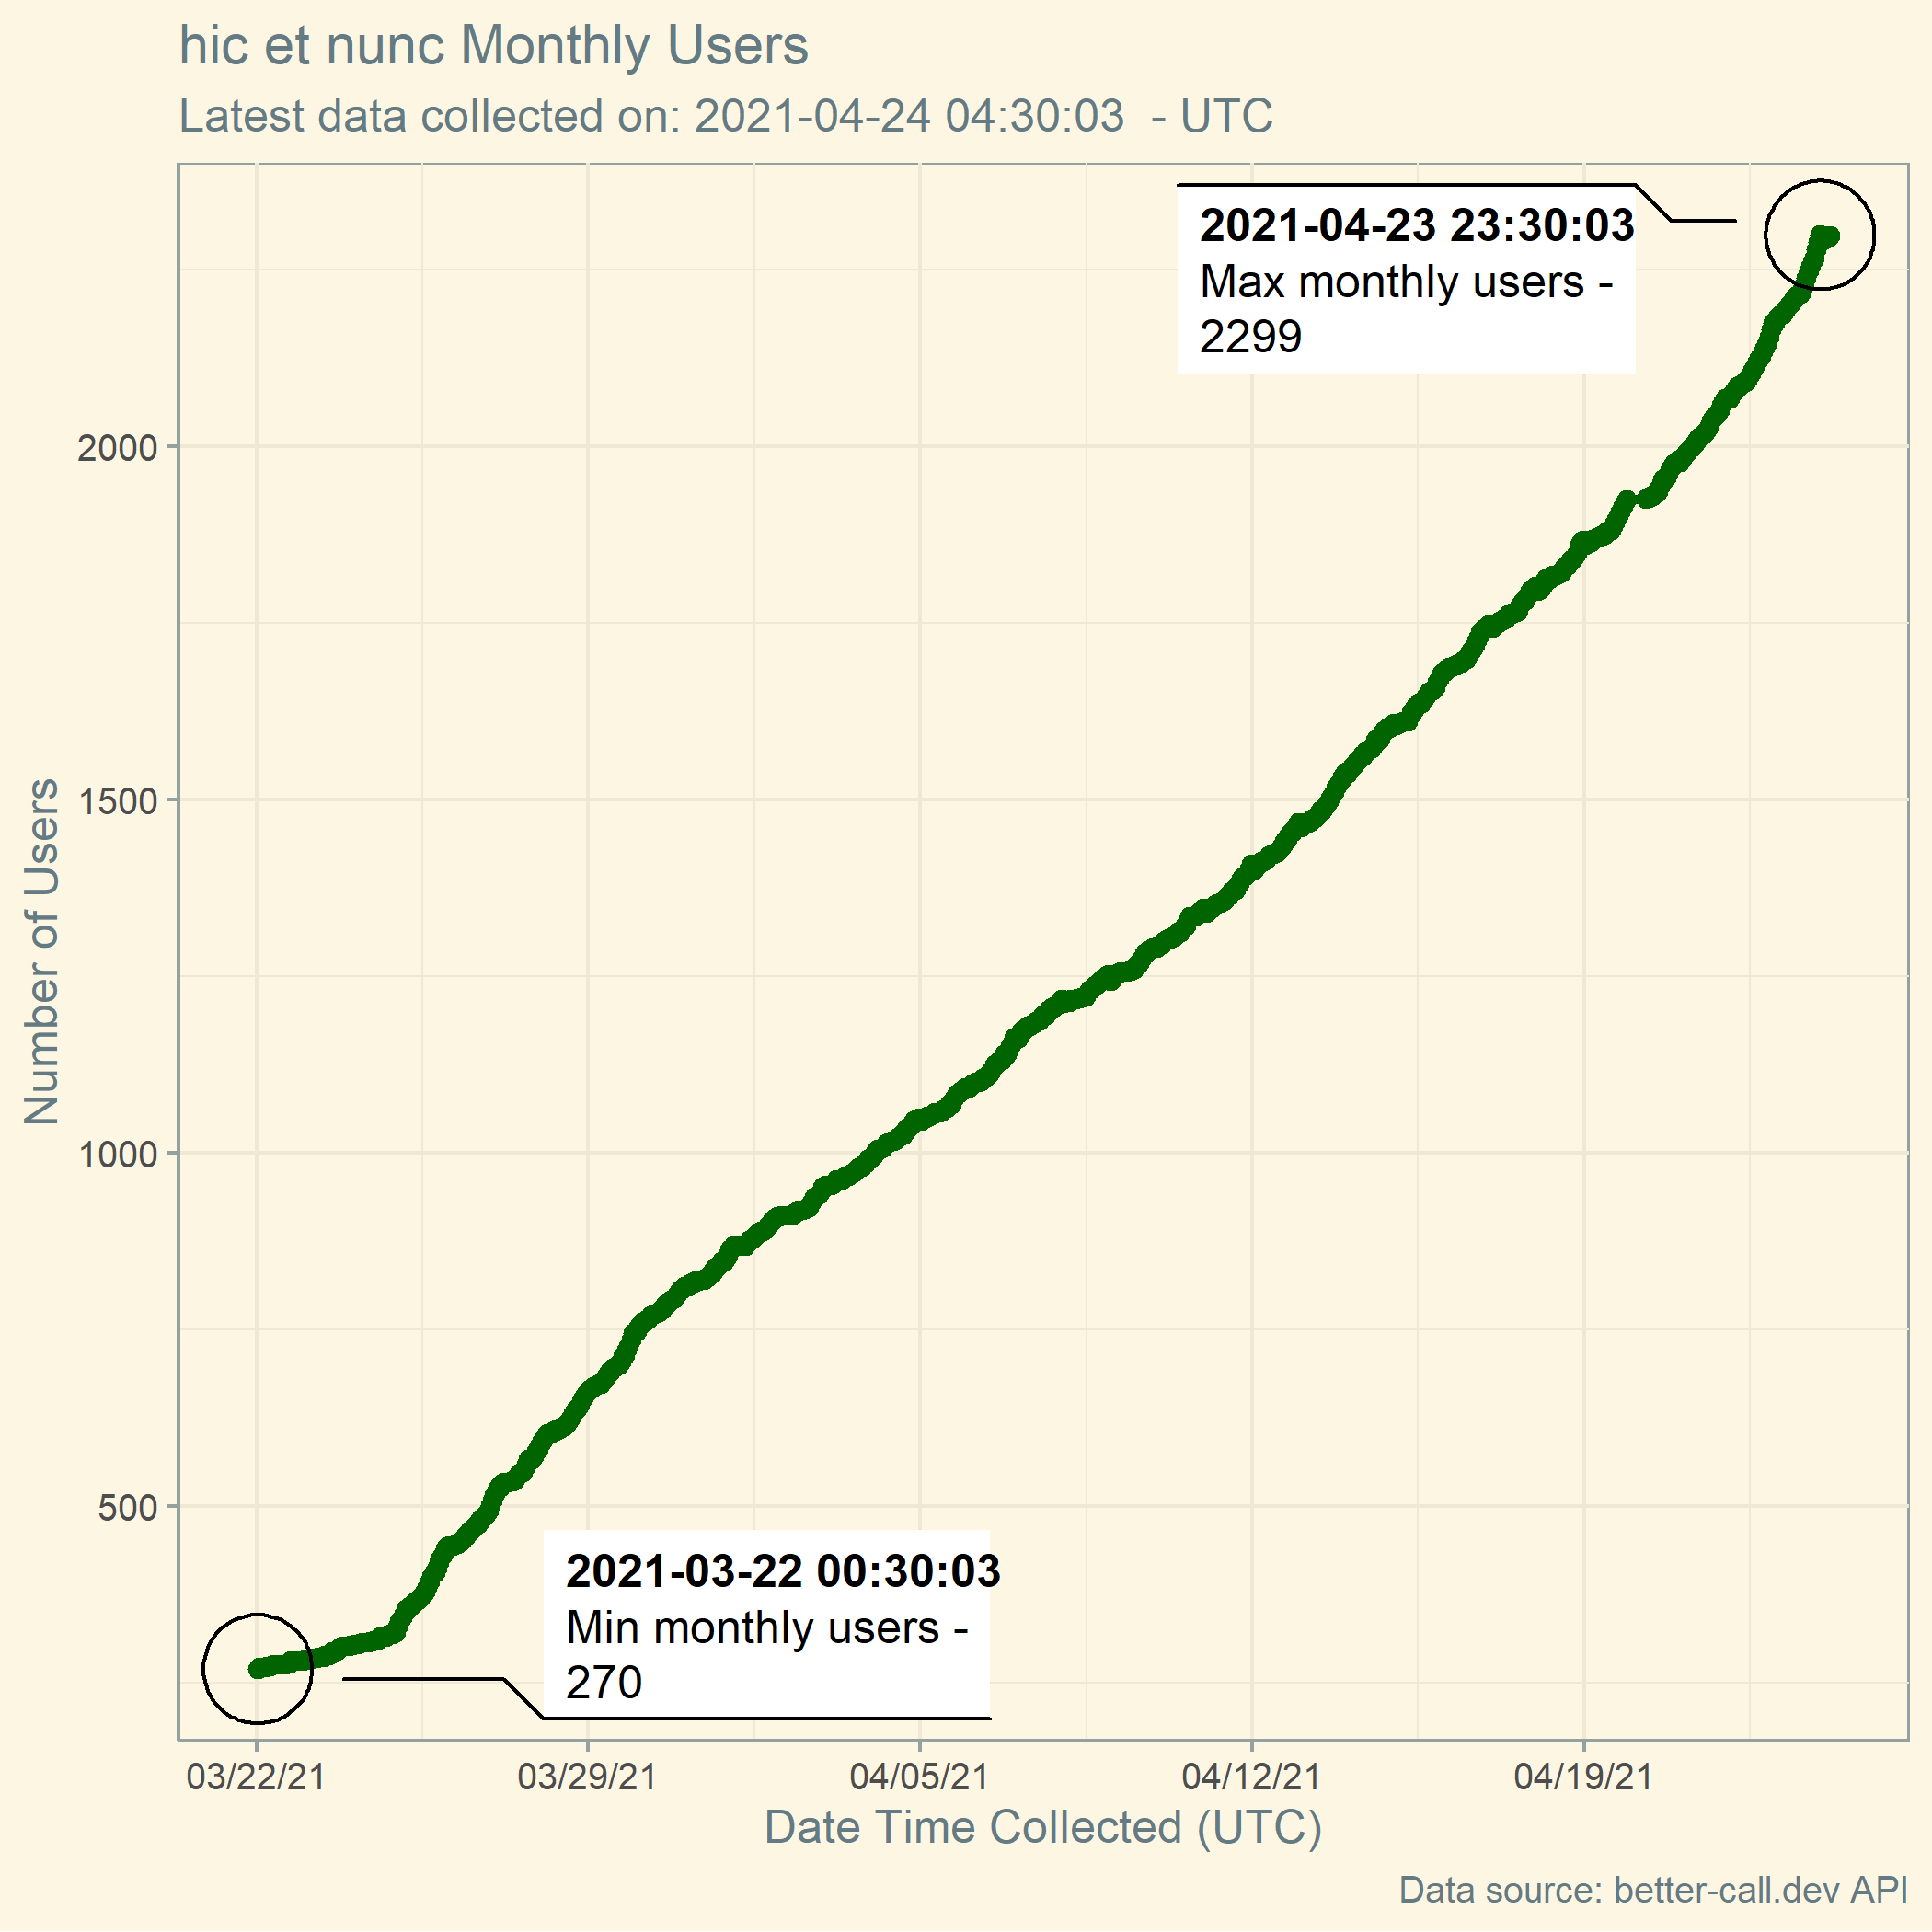 hic et nunc Monthly Users
Latest data collected on: 2021-04-24 04:30:03  - UTC
2021-04-23 23:30:03
Max monthly users -
2299
2000
1500
1000
500
Number of Users
2021-03-22 00:30:03
Min monthly users -
270
03/22/21
03/29/21
04/05/21
04/12/21
04/19/21
Date Time Collected (UTC)
Data source: better-call.dev API